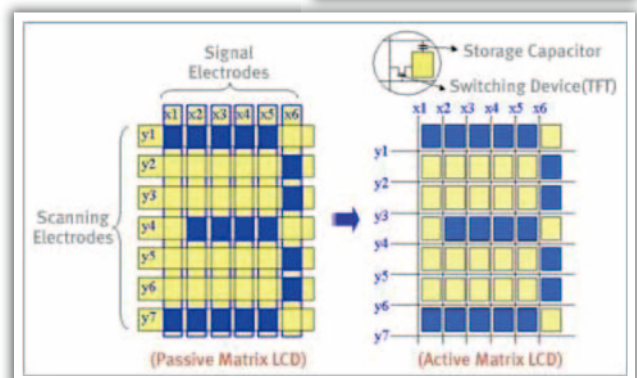 Signal
Electrodes
Storage Capacitor
Switching Device(TFT)
x1 x2 x3 x4 x5 x6
y1
y2
y3
Scanning
Electrodes
y4
y5
y6
y7
(Passive Matrix LCD)
x1 x2 x3 x4 x5 x6
y1
y2
y3
y4
y5
y6
y7
(Active Matrix LCD)